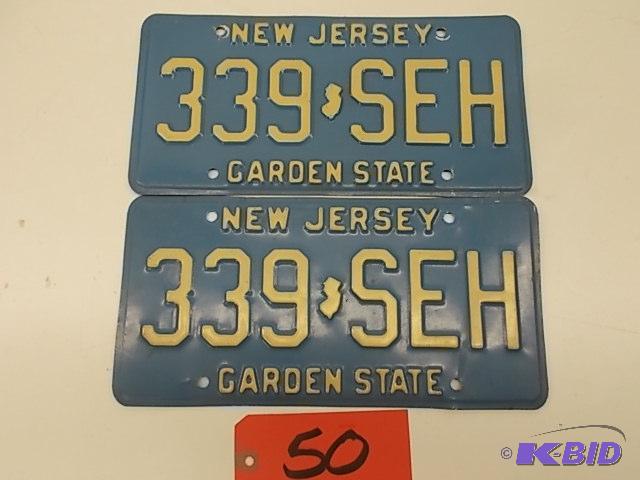 NEW JERSEY
339 SEH
GARDEN STATE
NEW JERSEY
339 SEH
GARDEN STATE
50
© K-BID